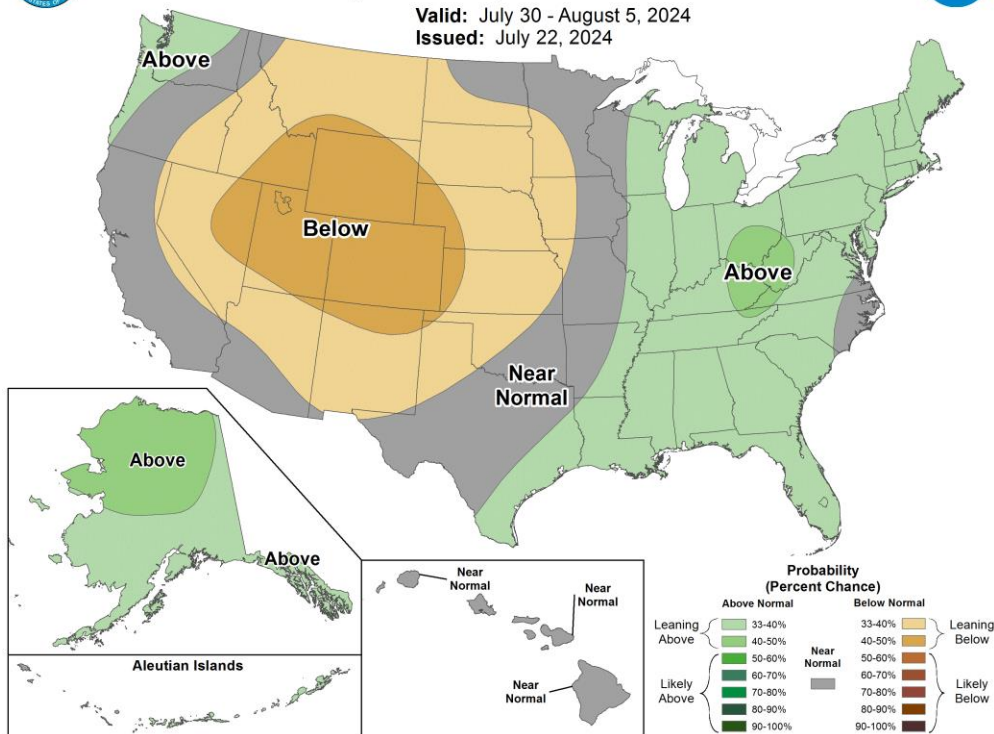 STATES OF
Valid: July 30 - August 5, 2024
Issued: July 22, 2024
Above
Below
Above
Near
Normal
Above
Above
Near
Normal
Near
Normal
Near
Normal
Aleutian Islands
Probability
(Percent Chance)
Above Normal
Below Normal
Leaning
Above
33-40%
40-50%
33-40%
40-50%
Leaning
Below
Near
Normal
Likely
Above
50-60%
60-70%
70-80%
80-90%
90-100%
50-60%
60-70%
70-80%
80-90%
90-100%
Likely
Below